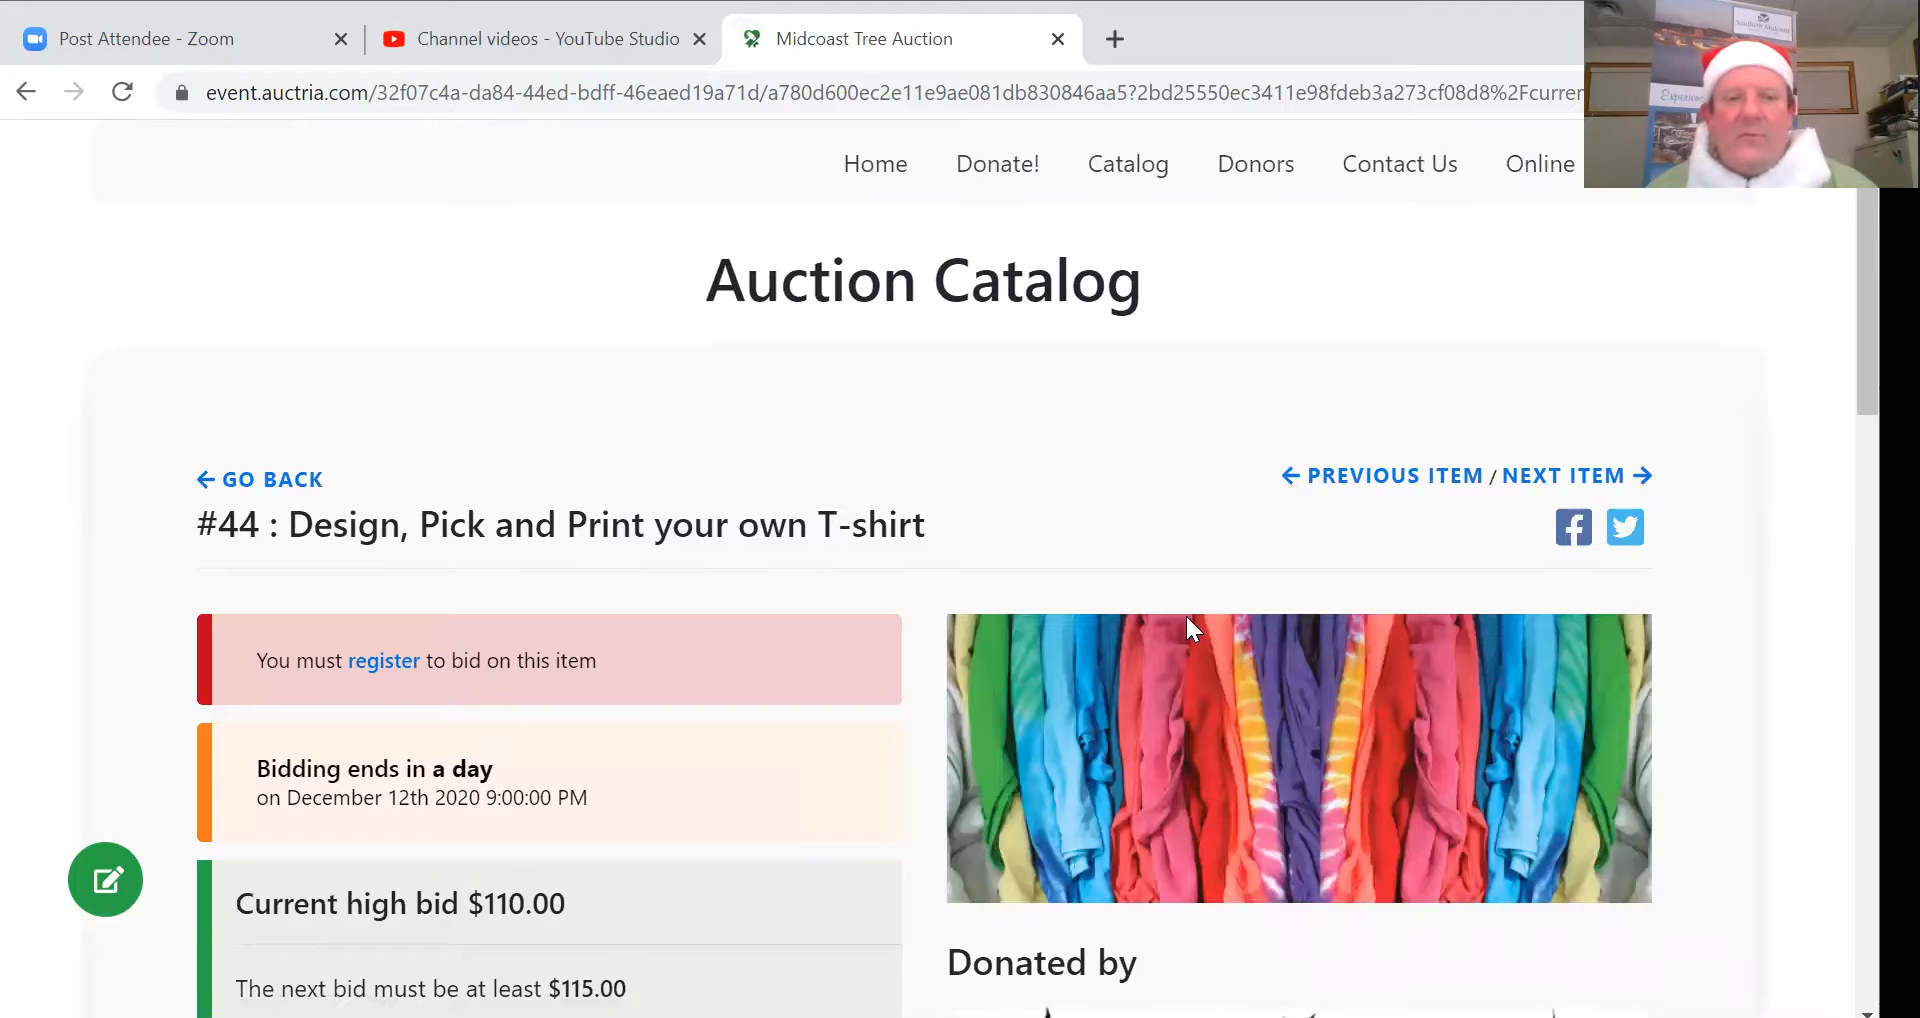 Post Attendee - Zoom
Channel videos - YouTube Studio
Midcoast Tree Auction
event.auctria.com/32f07c4a-da84-44ed-bdff-46eaed19a71d/a780d600ec2e11e9ae081db830846aa5?2bd25550ec3411e98fdeb3a273cf08d8%2Fcurren
Southern Midcoast
Experience
Home Donate! Catalog Donors Contact Us Online
Auction Catalog
GO BACK
PREVIOUS ITEM / NEXT ITEM
#44 : Design, Pick and Print your own T-shirt
You must register to bid on this item
Bidding ends in a day
on December 12th 2020 9:00:00 PM
Current high bid $110.00
The next bid must be at least $115.00
Donated by